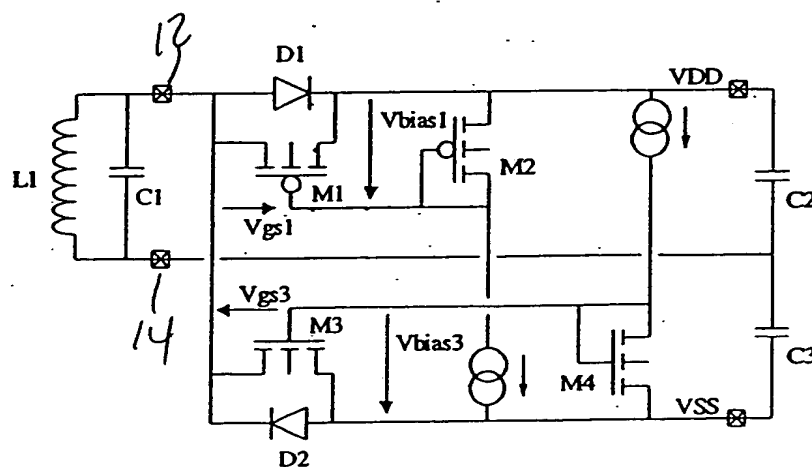 12
D1
VDD
Vbias1
M2
L1
C1
M1
C2
Vgs1
14
Vgs3
M3
Vbias3
M4
C3
VSS
D2